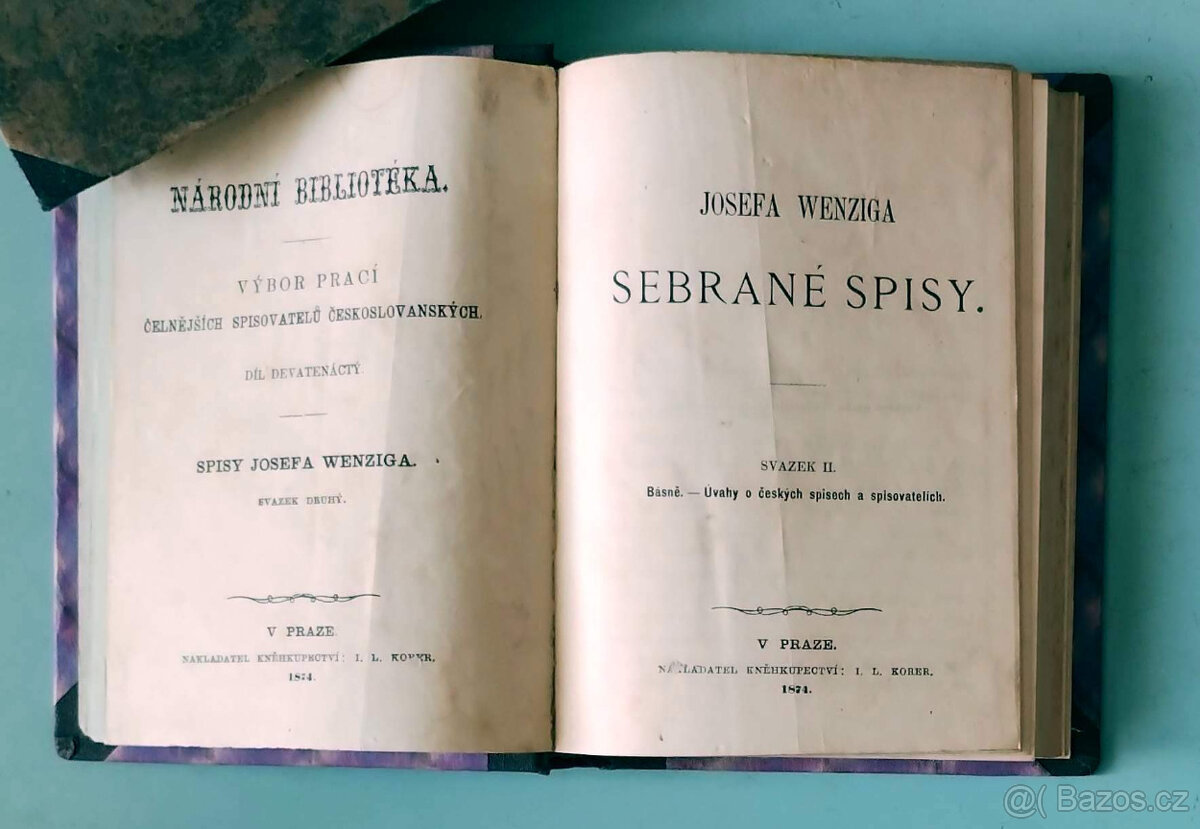 NÁRODNÍ BIBLIOTÉKA.
VÝBOR PRACÍ
ČELNĚJŠÍCH SPISOVATELŮ ČESKOSLOVANSKÝCH.
DÍL DEVATENÁCTÝ.
SPISY JOSEFA WENZIGA.
SVAZEK DRUHÝ.
V PRAZE.
NAKLADATEL KNĚHKUPECTVÍ: I. L. KOBER.
1874.
JOSEFA WENZIGA
SEBRANÉ SPISY.
SVAZEK II.
Básně. — Úvahy o českých spisech a spisovatelích.
V PRAZE.
NAKLADATEL KNĚHKUPECTVÍ: I. L. KOBER.
1874.
@( Bazos.cz